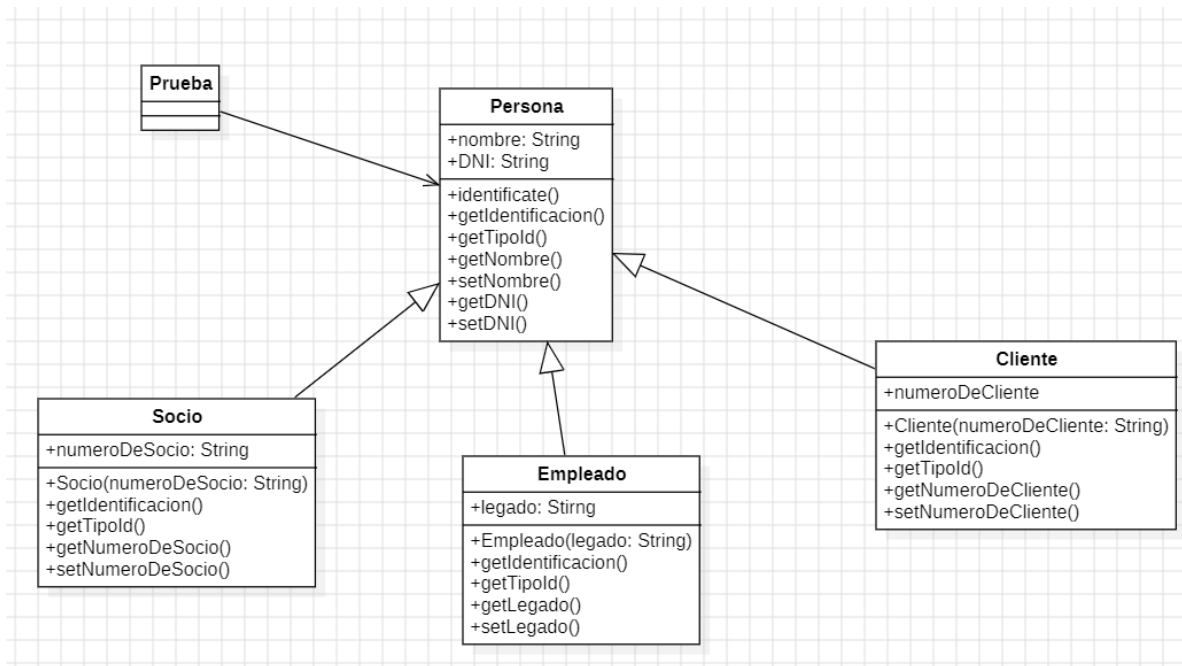 Prueba
Persona
+nombre: String
+DNI: String
+identificate()
+getIdentificacion()
+getTipoId()
+getNombre()
+setNombre()
+getDNI()
+setDNI()
Socio
+numeroDeSocio: String
+Socio(numeroDeSocio: String)
+getIdentificacion()
+getTipoId()
+getNumeroDeSocio()
+setNumeroDeSocio()
Empleado
+legado: Stirng
+Empleado(legado: String)
+getIdentificacion()
+getTipoId()
+getLegado()
+setLegado()
Cliente
+numeroDeCliente
+Cliente(numeroDeCliente: String)
+getIdentificacion()
+getTipoId()
+getNumeroDeCliente()
+setNumeroDeCliente()